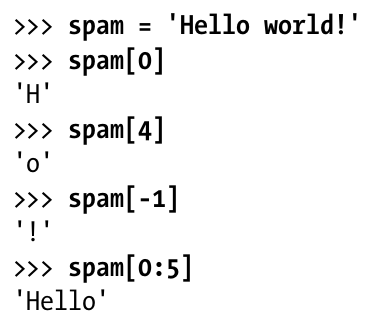 >>> spam = 'Hello world!'
>>> spam[0]
'H'
>>> spam[4]
'o'
>>> spam[-1]
'!'
>>> spam[0:5]
'Hello'